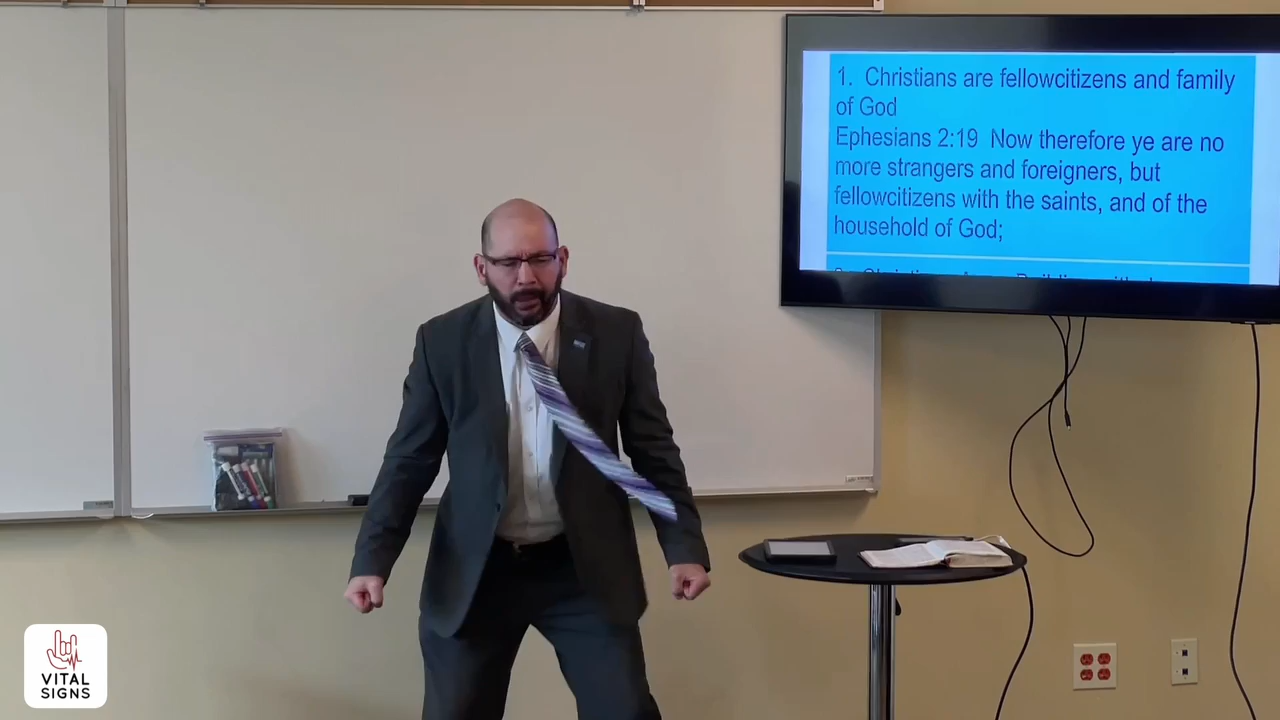 1. Christians are fellowcitizens and family
of God
Ephesians 2:19 Now therefore ye are no
more strangers and foreigners, but
fellowcitizens with the saints, and of the
household of God;
VITAL
SIGNS